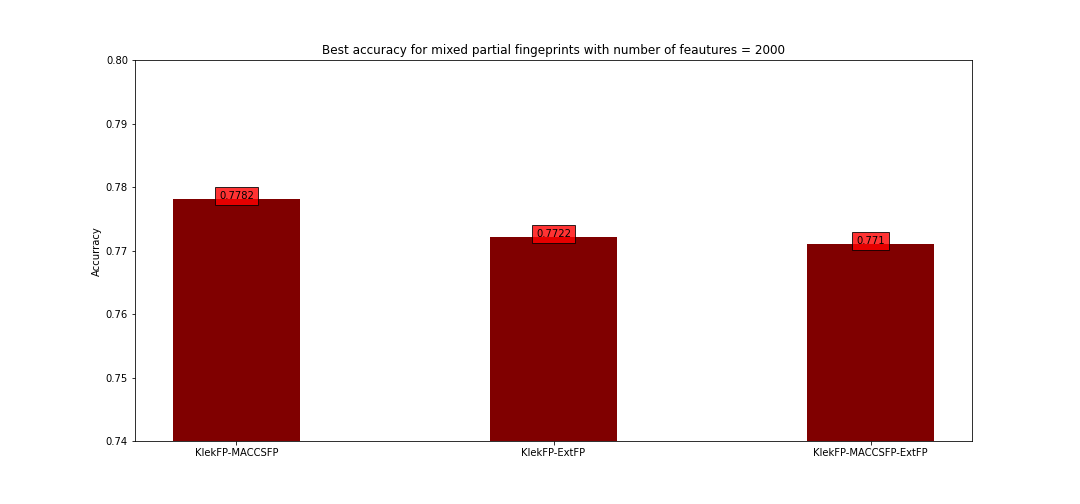 Best accuracy for mixed partial fingeprints with number of feautures = 2000
0.80
0.79
0.78
0.77
0.76
0.75
0.74
Accurracy
0.7782
0.7722
0.771
KlekFP-MACCSFP
KlekFP-ExtFP
KlekFP-MACCSFP-ExtFP